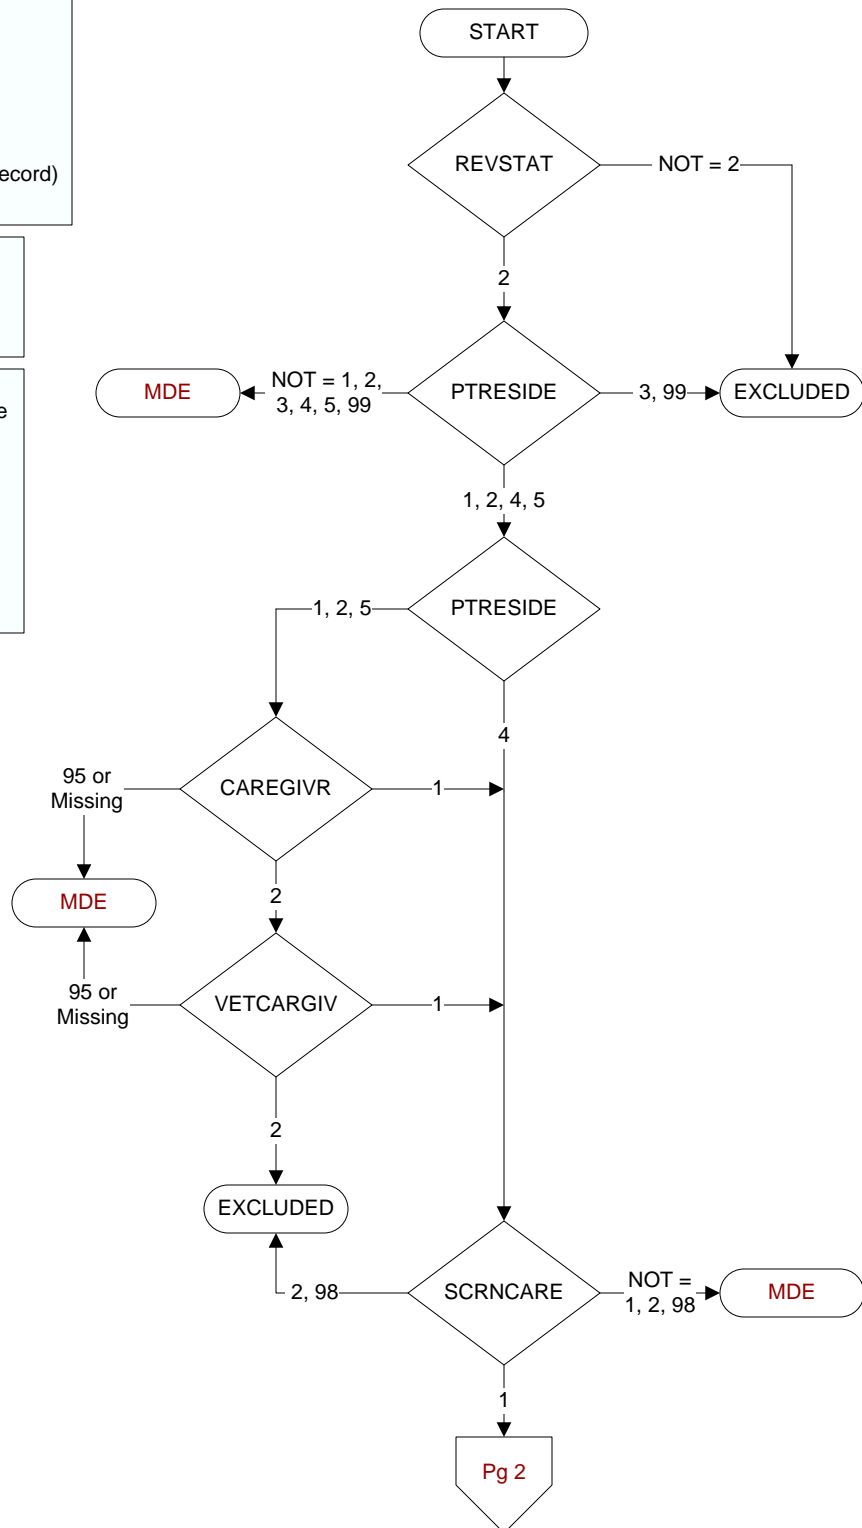 START
ecord)
REVSTAT
NOT = 2
2
e
MDE
NOT = 1, 2,
3, 4, 5, 99
PTRESIDE
3, 99
EXCLUDED
1, 2, 4, 5
1, 2, 5
PTRESIDE
4
95 or
Missing
CAREGIVR
1
MDE
2
95 or
Missing
VETCARGIV
1
2
EXCLUDED
2, 98
SCRNCARE
NOT =
1, 2, 98
MDE
1
Pg 2